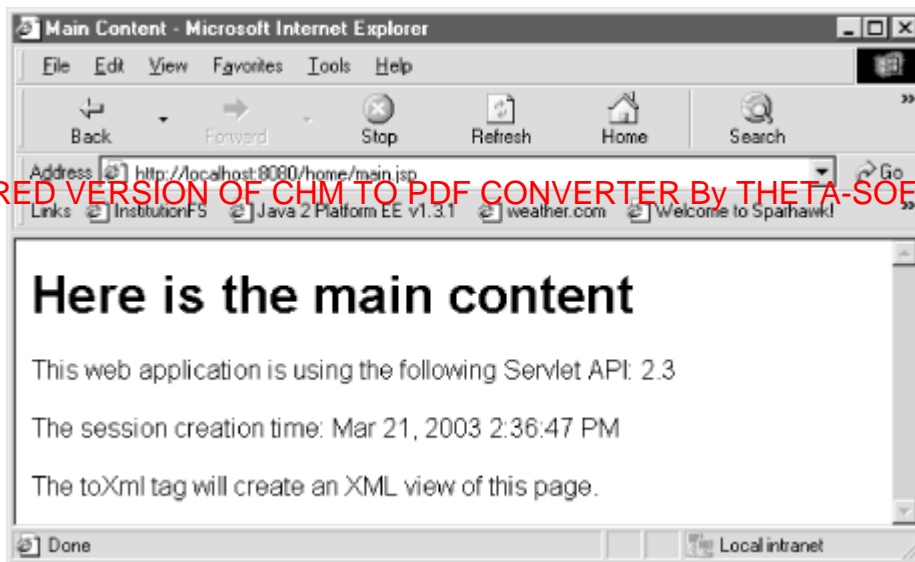 Main Content - Microsoft Internet Explorer
File Edit View Favorites Tools Help
Back Forward Stop Refresh Home Search »
Address http://localhost:8080/home/main.jsp Go
RED VERSION OF CHM TO PDF CONVERTER By THETA-SOF
Links InstitutionFS Java 2 Platform EE v1.3.1 weather.com Welcome to Sparhawk! »
Here is the main content
This web application is using the following Servlet API: 2.3
The session creation time: Mar 21, 2003 2:36:47 PM
The toXml tag will create an XML view of this page.
Done Local intranet